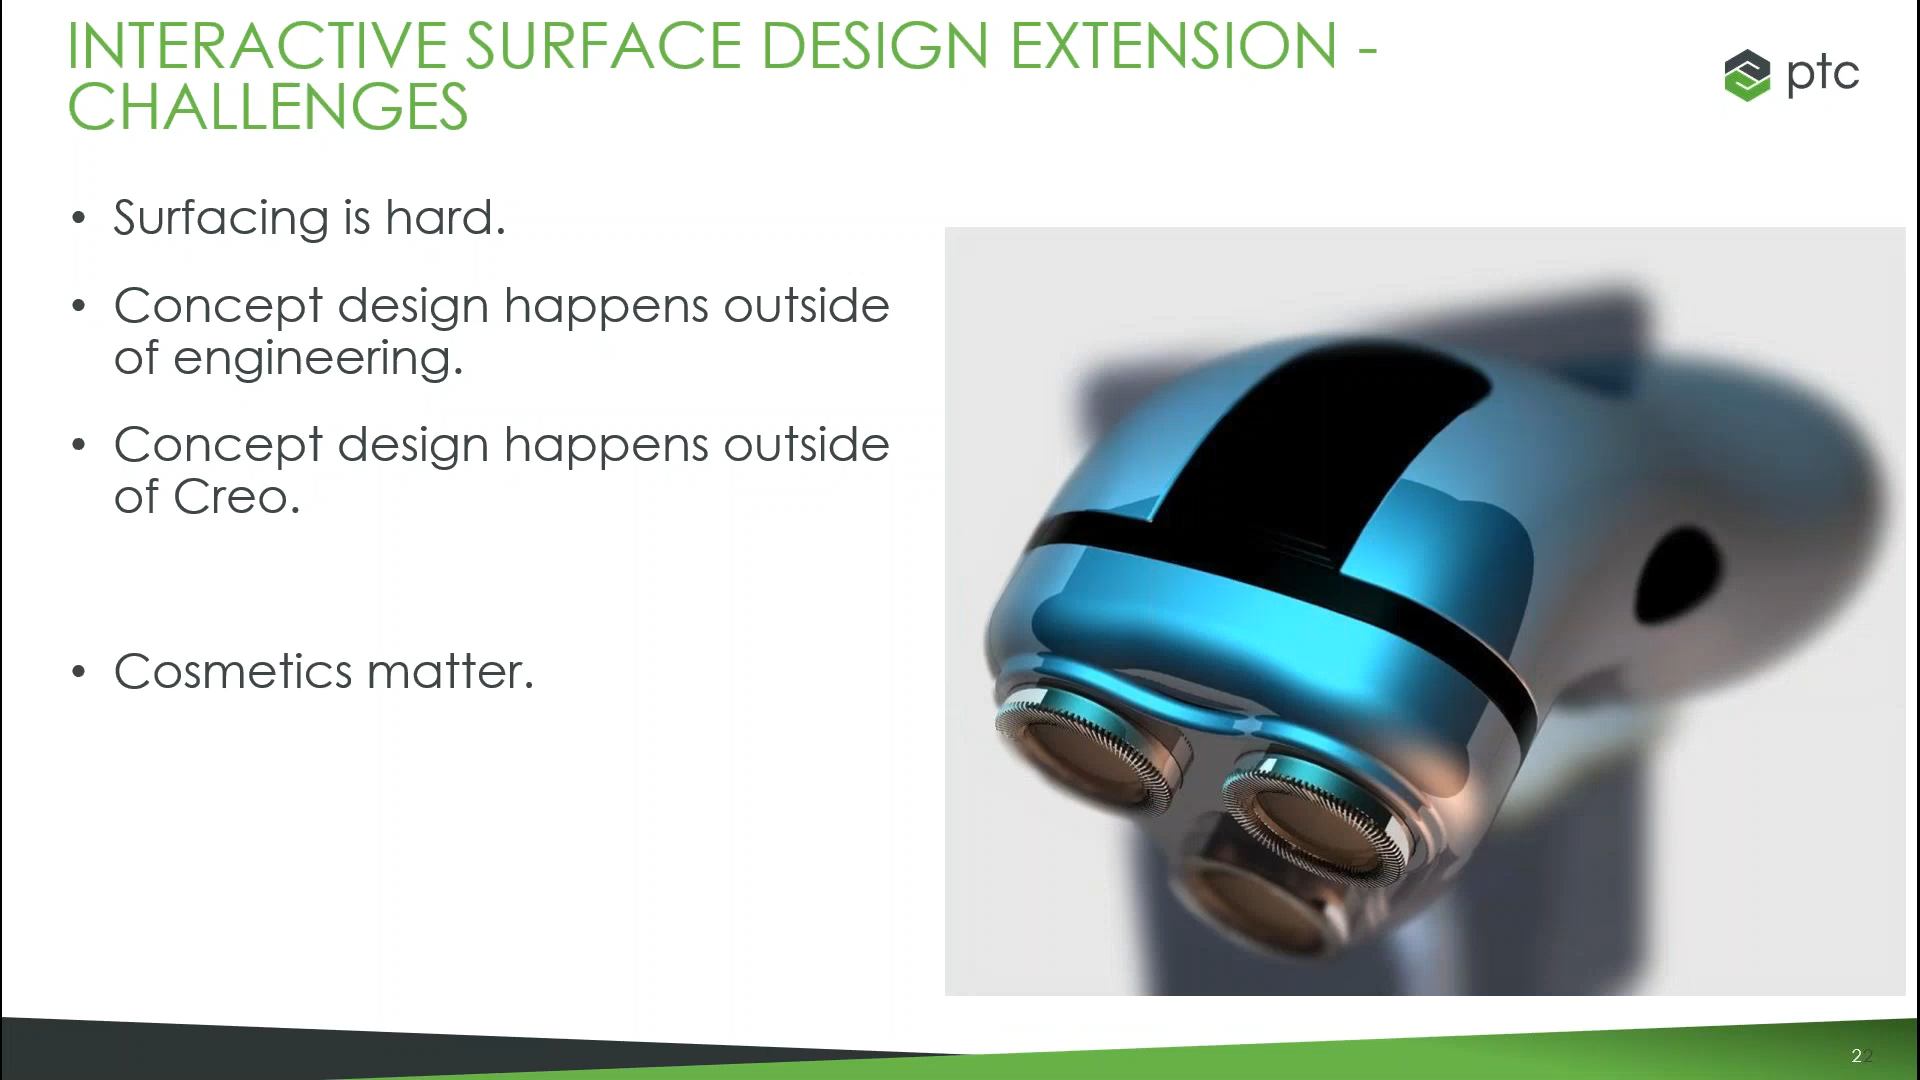 INTERACTIVE SURFACE DESIGN EXTENSION -
CHALLENGES
ptc
• Surfacing is hard.
• Concept design happens outside
of engineering.
• Concept design happens outside
of Creo.
• Cosmetics matter.
22